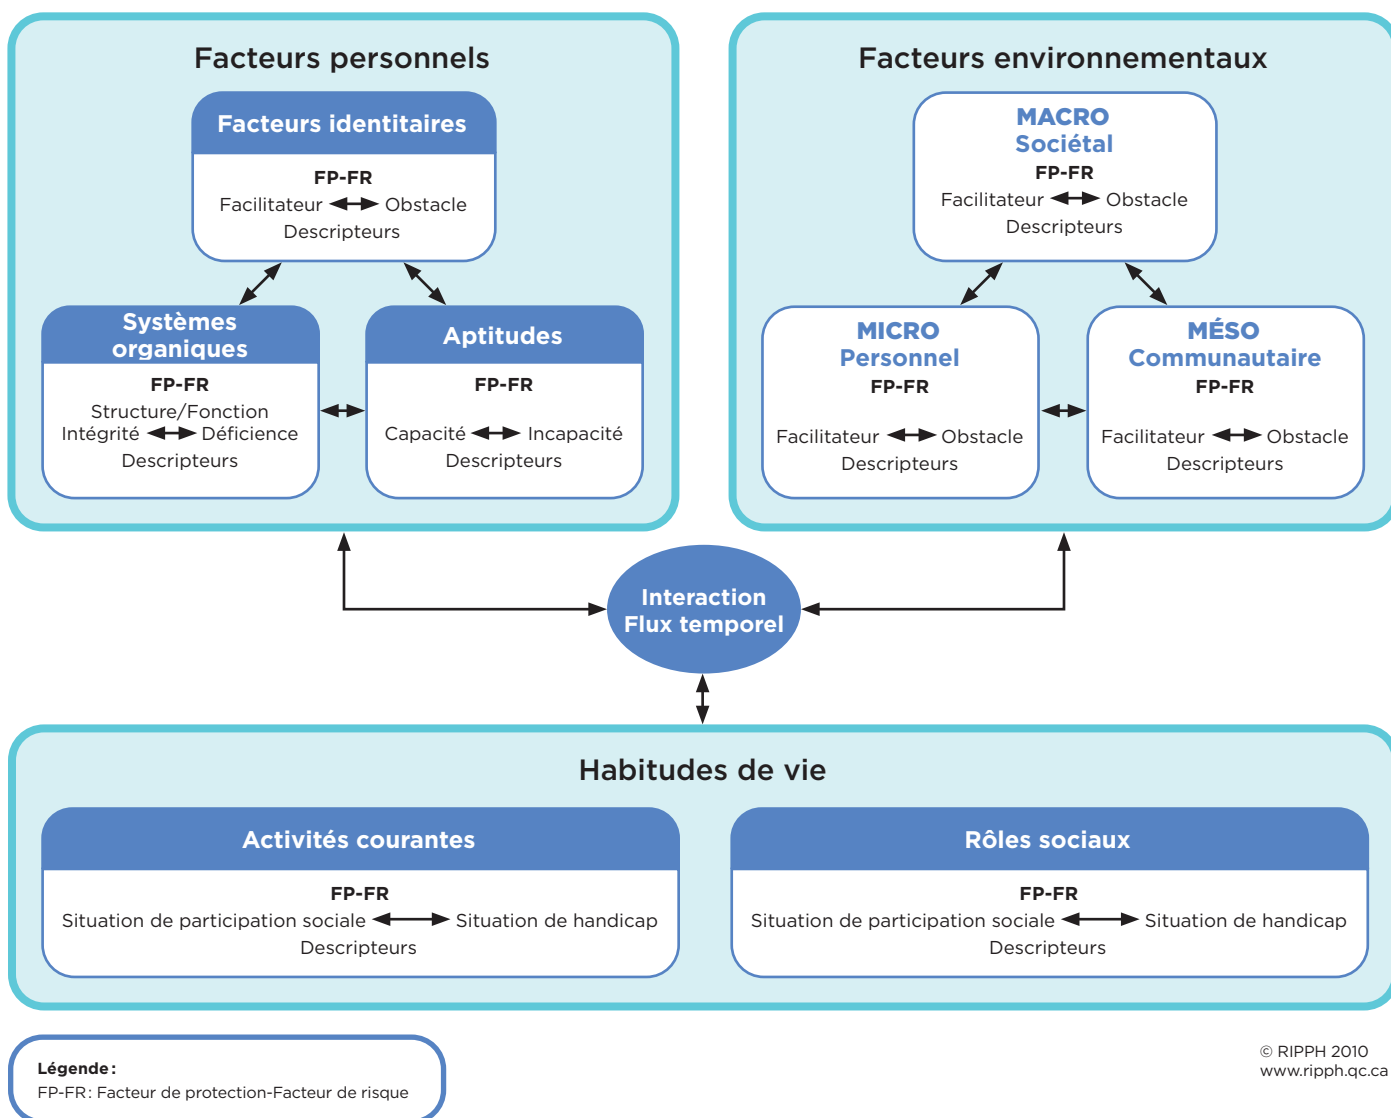 Facteurs personnels
Facteurs identitaires
FP-FR
Facilitateur Obstacle
Descripteurs
Systèmes
organiques
FP-FR
Structure/Fonction
Intégrité Déficience
Descripteurs
Aptitudes
FP-FR
Capacité Incapacité
Descripteurs
Facteurs environnementaux
MACRO
Sociétal
FP-FR
Facilitateur Obstacle
Descripteurs
MICRO
Personnel
FP-FR
Facilitateur Obstacle
Descripteurs
MÉSO
Communautaire
FP-FR
Facilitateur Obstacle
Descripteurs
Interaction
Flux temporel
Habitudes de vie
Activités courantes
FP-FR
Situation de participation sociale Situation de handicap
Descripteurs
Rôles sociaux
FP-FR
Situation de participation sociale Situation de handicap
Descripteurs
Légende :
FP-FR : Facteur de protection-Facteur de risque
© RIPPH 2010
www.ripph.qc.ca